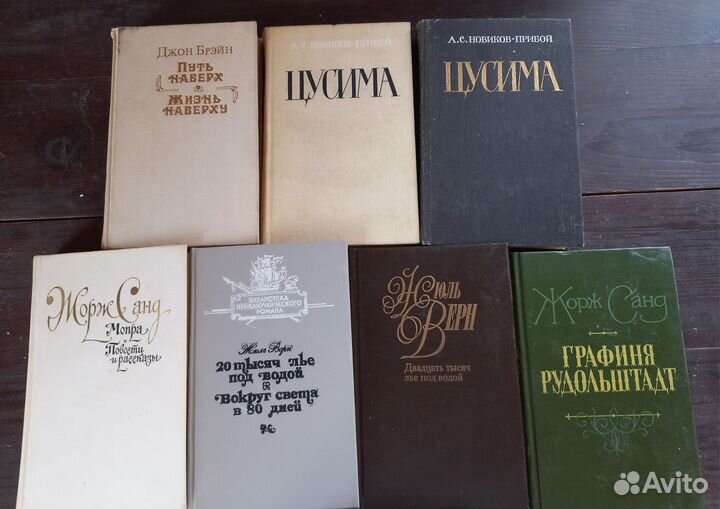 Джон Брэйн
Путь
наверх
Жизнь
наверху
А.С. Новиков-Прибой
ЦУСИМА
А.С. Новиков-Прибой
ЦУСИМА
Жорж Санд
Мопра
Повести
и рассказы
БИБЛИОТЕКА
ПРИКЛЮЧЕНЧЕСКОГО
РОМАНА
Жюль Верн
20 тысяч лье
под водой
Вокруг света
в 80 дней
Жюль
Верн
Двадцать тысяч
лье под водой
Жорж Санд
ГРАФИНЯ
РУДОЛЬШТАДТ
Avito